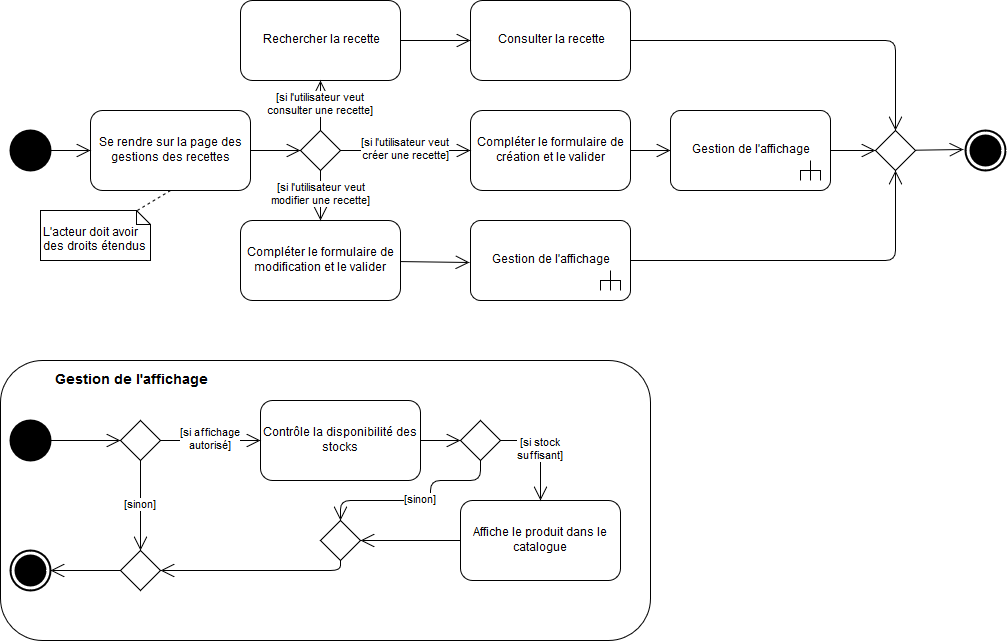 Rechercher la recette
Consulter la recette
[si l'utilisateur veut
consulter une recette]
Se rendre sur la page des
gestions des recettes
[si l'utilisateur veut
créer une recette]
Compléter le formulaire de
création et le valider
Gestion de l'affichage
[si l'utilisateur veut
modifier une recette]
L'acteur doit avoir
des droits étendus
Compléter le formulaire de
modification et le valider
Gestion de l'affichage
Gestion de l'affichage
[si affichage
autorisé]
Contrôle la disponibilité des
stocks
[si stock
suffisant]
[sinon]
[sinon]
Affiche le produit dans le
catalogue